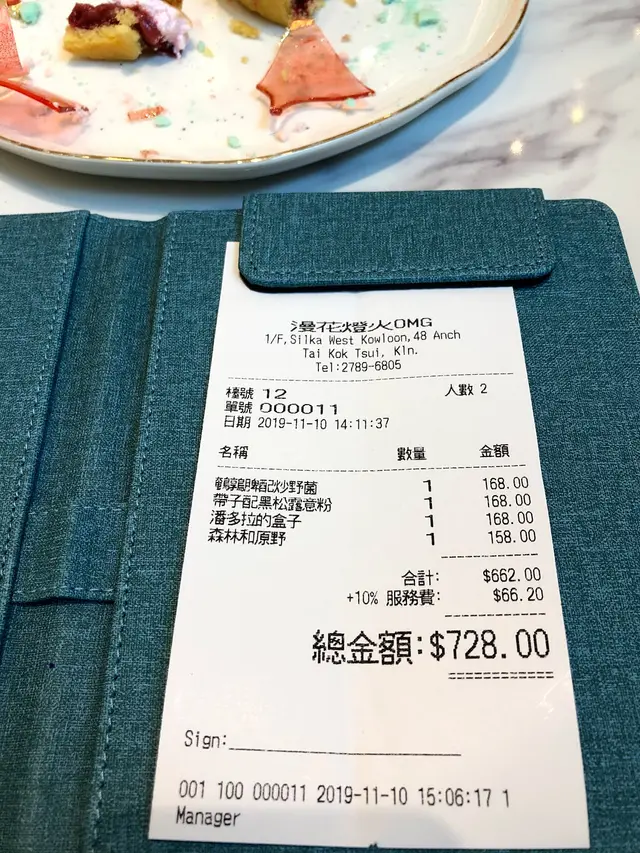 漫花燈火OMG
1/F,Silka West Kowloon,48 Anch
Tai Kok Tsui, Kln.
Tel:2789-6805
檯號 12 人數 2
單號 000011
日期 2019-11-10 14:11:37
名稱 數量 金額
配炒野菌 1 168.00
帶子配黑松露意粉 1 168.00
潘多拉的盒子 1 168.00
森林和原野 1 158.00
合計: $662.00
+10% 服務費: $66.20
總金額:$728.00
Sign:
001 100 000011 2019-11-10 15:06:17 1
Manager